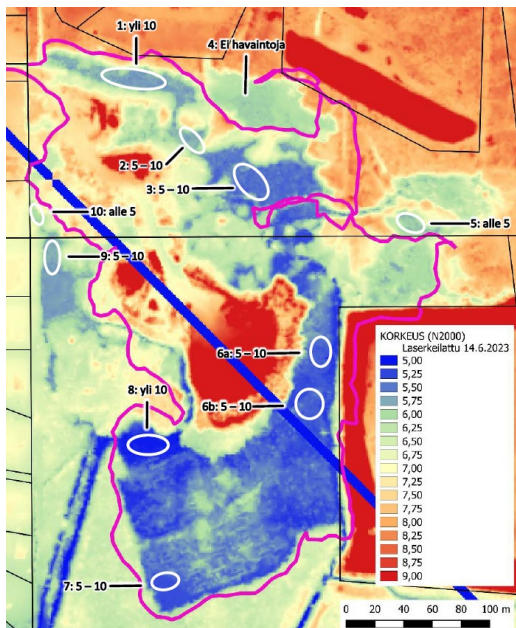 1: yli 10
4: Ei havaintoja
2: 5 – 10
3: 5 – 10
10: alle 5
5: alle 5
9: 5 – 10
6a: 5 – 10
8: yli 10
6b: 5 – 10
7: 5 – 10
KORKEUS (N2000)
Laserkeilattu 14.6.2023
5,00
5,25
5,50
5,75
6,00
6,25
6,50
6,75
7,00
7,25
7,50
7,75
8,00
8,25
8,50
8,75
9,00
0 20 40 60 80 100 m